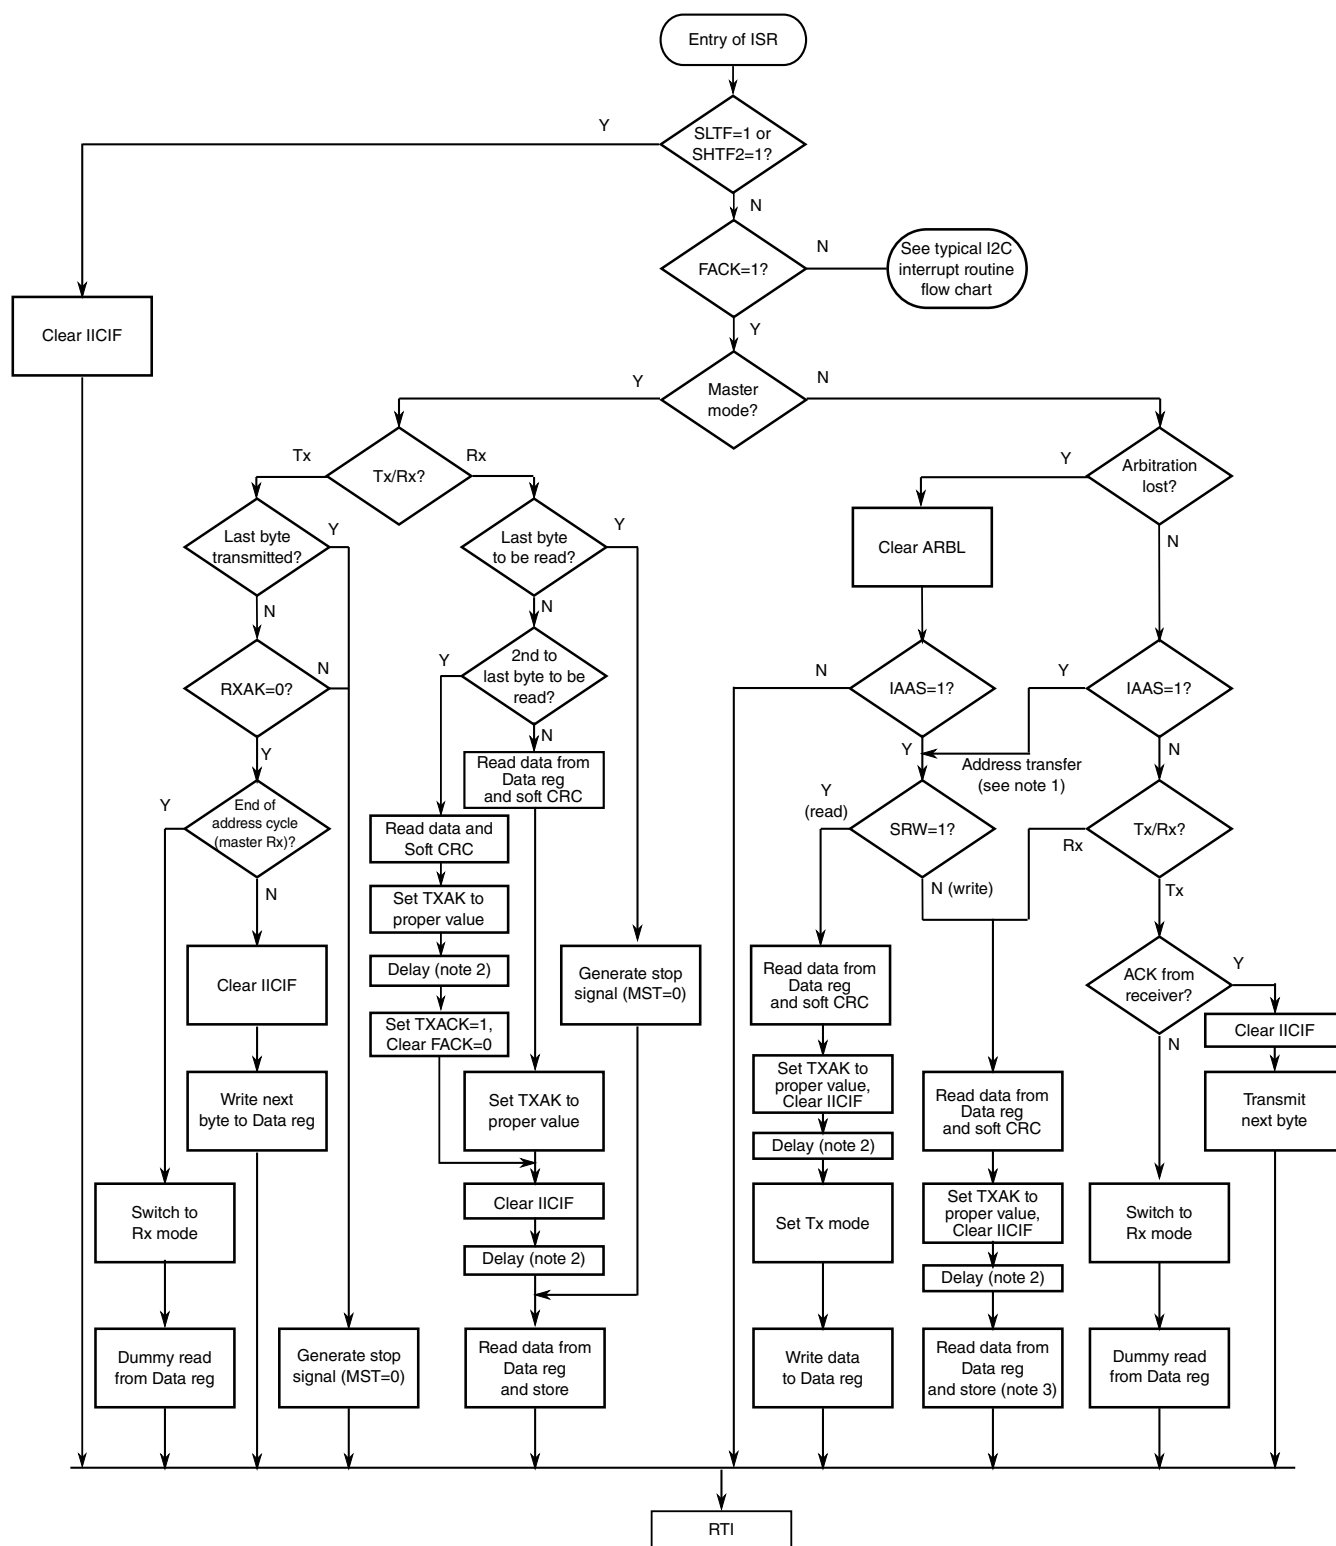 Entry of ISR
SLTF=1 or
SHTF2=1?
Y
N
FACK=1?
N
See typical I2C
interrupt routine
flow chart
Y
Clear IICIF
Master
mode?
Y
N
Tx/Rx?
Tx
Rx
Arbitration
lost?
Y
N
Last byte
transmitted?
Y
N
Last byte
to be read?
Y
N
Clear ARBL
RXAK=0?
N
Y
2nd to
last byte to be
read?
Y
N
IAAS=1?
N
Y
IAAS=1?
Y
N
Address transfer
(see note 1)
Read data from
Data reg
and soft CRC
End of
address cycle
(master Rx)?
Y
N
Read data and
Soft CRC
Y
(read)
SRW=1?
N (write)
Tx/Rx?
Rx
Tx
Set TXAK to
proper value
Delay (note 2)
Set TXACK=1,
Clear FACK=0
Clear IICIF
Generate stop
signal (MST=0)
Read data from
Data reg
and soft CRC
ACK from
receiver?
Y
N
Clear IICIF
Write next
byte to Data reg
Set TXAK to
proper value
Set TXAK to
proper value,
Clear IICIF
Delay (note 2)
Read data from
Data reg
and soft CRC
Transmit
next byte
Switch to
Rx mode
Clear IICIF
Delay (note 2)
Set Tx mode
Set TXAK to
proper value,
Clear IICIF
Delay (note 2)
Switch to
Rx mode
Dummy read
from Data reg
Generate stop
signal (MST=0)
Read data from
Data reg
and store
Write data
to Data reg
Read data from
Data reg
and store (note 3)
Dummy read
from Data reg
RTI